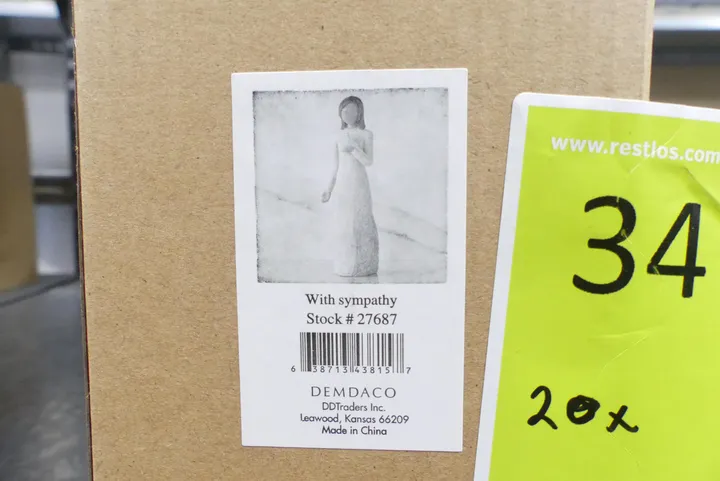 With sympathy
Stock # 27687
6 38713 43815 7
DEMDACO
DDTraders Inc.
Leawood, Kansas 66209
Made in China
www.restlos.com
34
20x